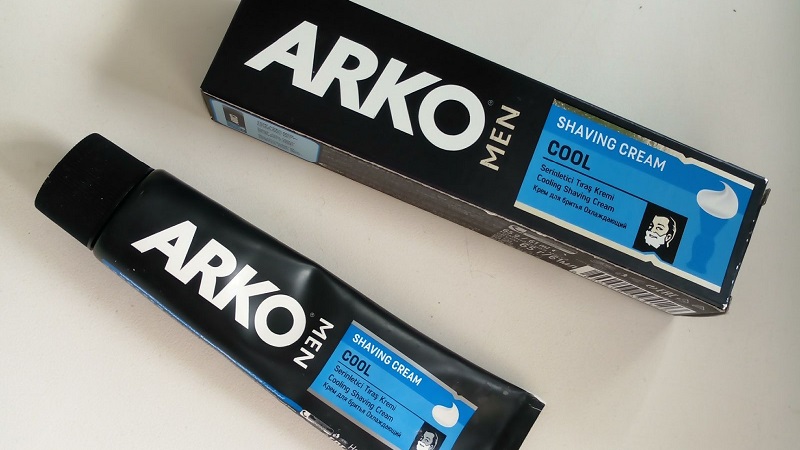 ARKO
MEN
®
SHAVING CREAM
COOL
Serinletici Tıraş Kremi
Cooling Shaving Cream
Крем для бритья Охлаждающий
ARKO
MEN
®
SHAVING CREAM
COOL
Serinletici Tıraş Kremi
Cooling Shaving Cream
Крем для бритья Охлаждающий